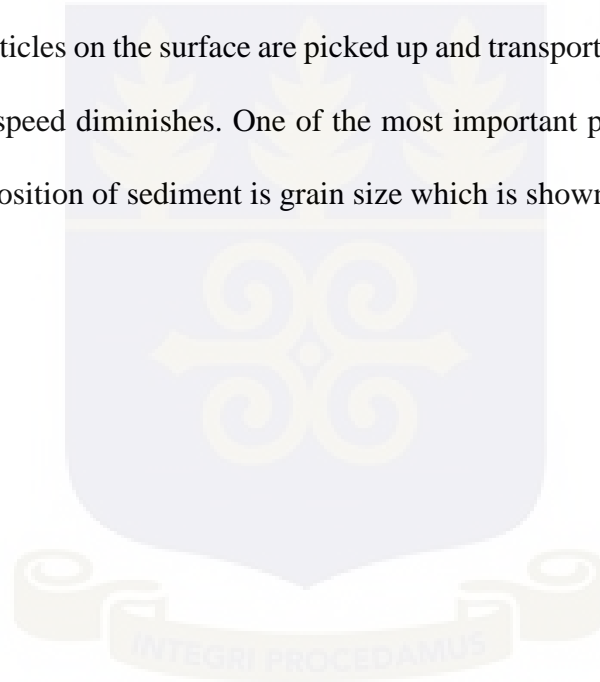 ticles on the surface are picked up and transport
speed diminishes. One of the most important p
osition of sediment is grain size which is shown
INTEGRI PROCEDAMUS